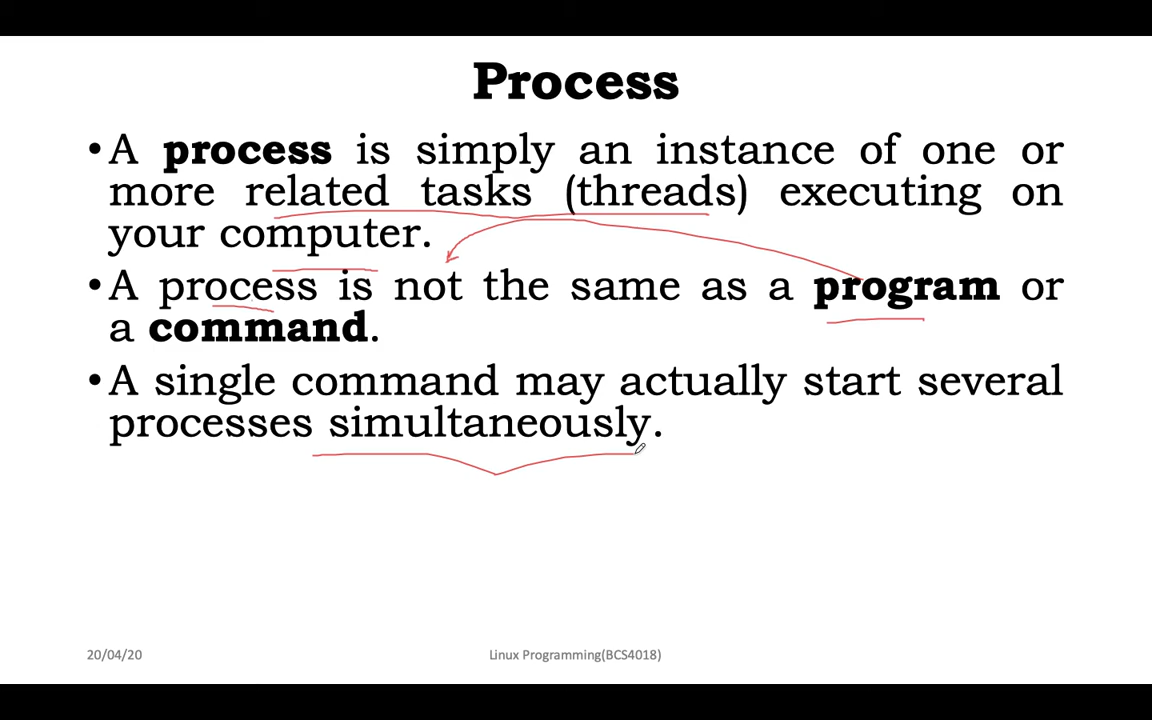 Process
• A process is simply an instance of one or
more related tasks (threads) executing on
your computer.
• A process is not the same as a program or
a command.
• A single command may actually start several
processes simultaneously.
20/04/20
Linux Programming(BCS4018)